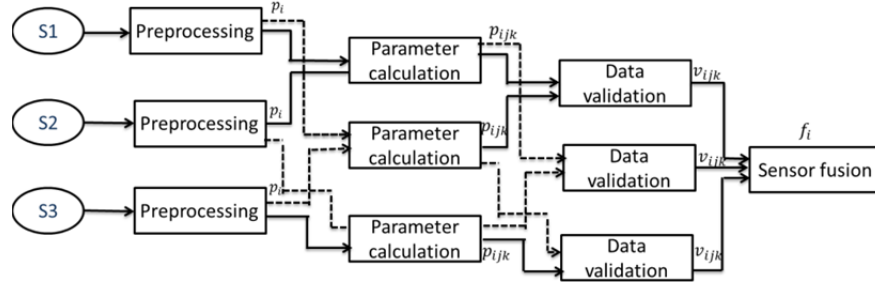 S1
Preprocessing
p_i
Parameter
calculation
p_ijk
Data
validation
v_ijk
S2
Preprocessing
p_i
Parameter
calculation
p_ijk
Data
validation
v_ijk
f_i
Sensor fusion
S3
Preprocessing
p_i
Parameter
calculation
p_ijk
Data
validation
v_ijk